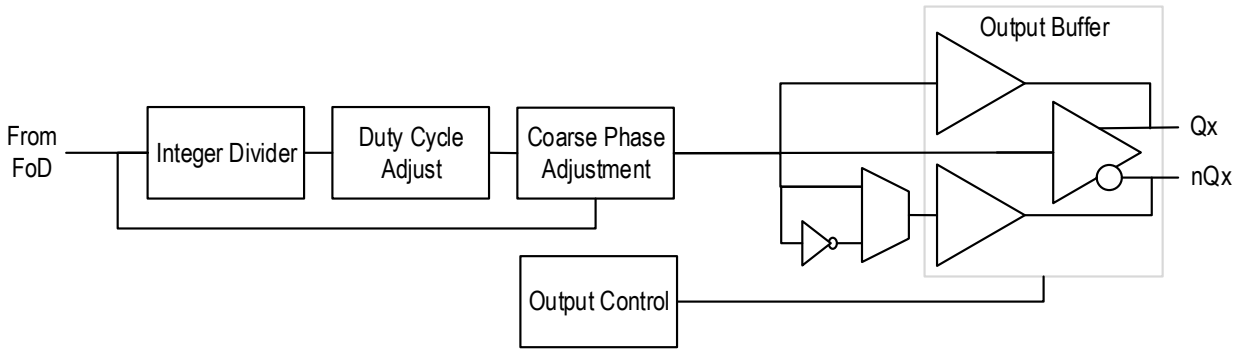 Output Buffer
From
FoD
Integer Divider
Duty Cycle
Adjust
Coarse Phase
Adjustment
Qx
nQx
Output Control